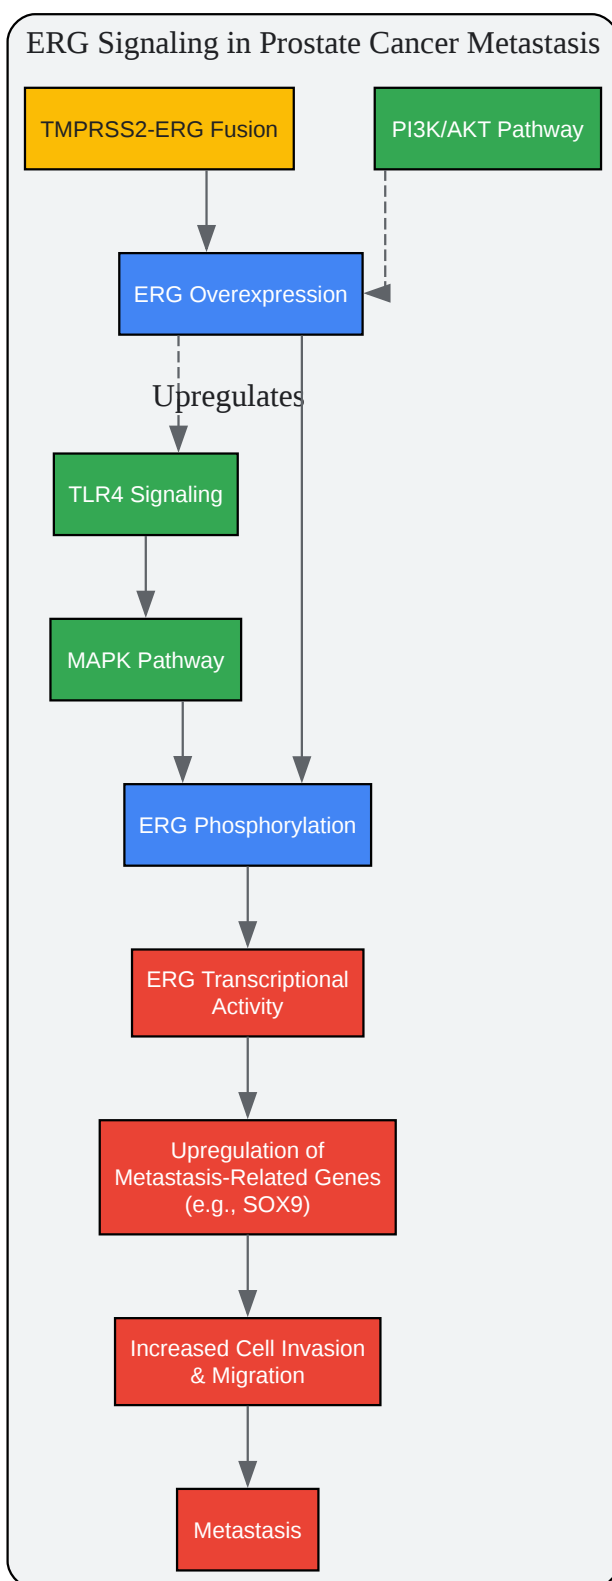 ERG Signaling in Prostate Cancer Metastasis
TMPRSS2-ERG Fusion
PI3K/AKT Pathway
ERG Overexpression
Upregulates
TLR4 Signaling
MAPK Pathway
ERG Phosphorylation
ERG Transcriptional
Activity
Upregulation of
Metastasis-Related Genes
(e.g., SOX9)
Increased Cell Invasion
& Migration
Metastasis